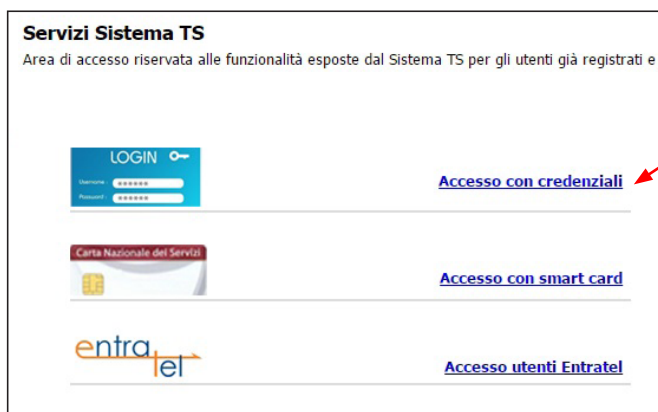 Servizi Sistema TS
Area di accesso riservata alle funzionalità esposte dal Sistema TS per gli utenti già registrati e
LOGIN
Username : ******
Password : ******
Accesso con credenziali
Carta Nazionale dei Servizi
Accesso con smart card
entratel
Accesso utenti Entratel